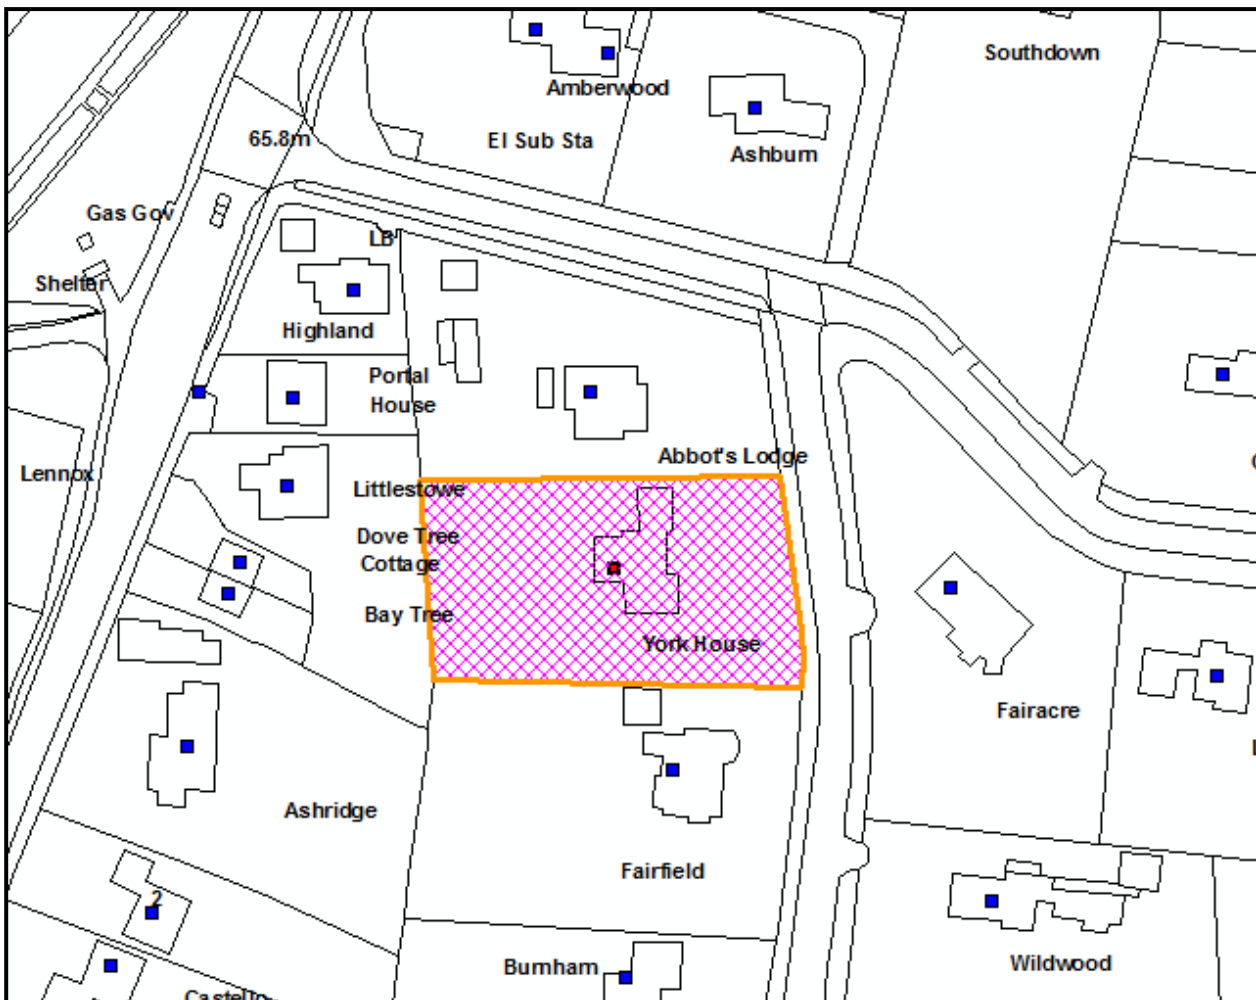 Southdown
Amberwood
65.8m
El Sub Sta
Ashburn
Gas Gov
LB
Shelter
Highland
Portal
House
Abbot's Lodge
Lennox
Littlestowe
Dove Tree
Cottage
Bay Tree
York House
Fairacre
Ashridge
Fairfield
2
Burnham
Wildwood